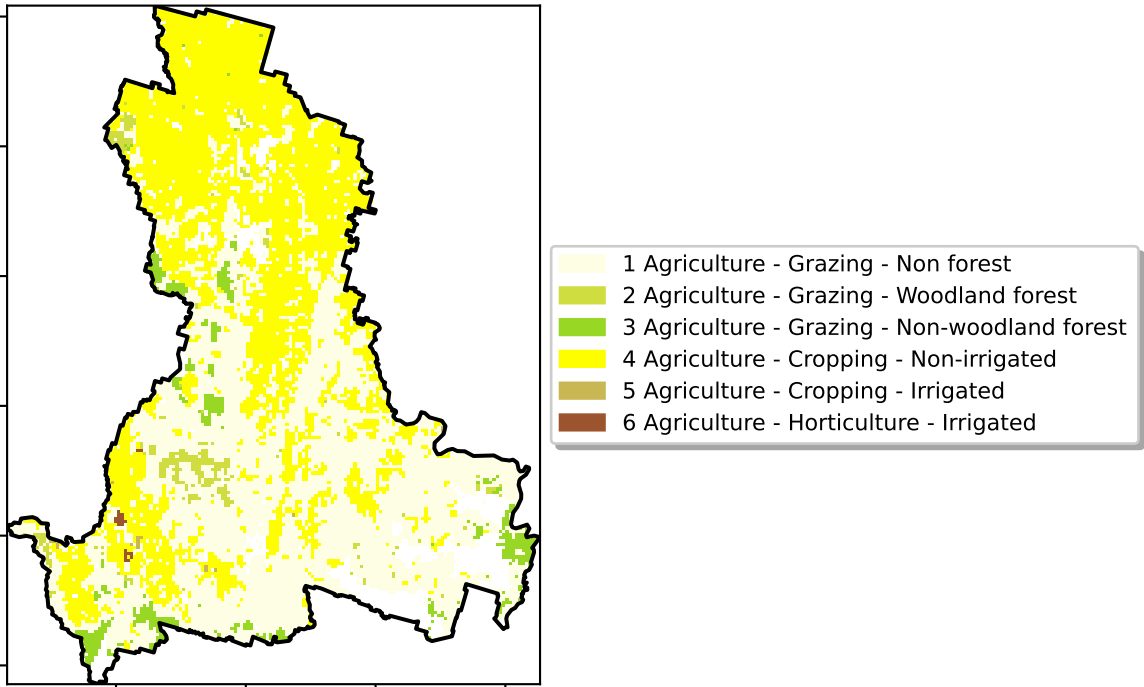 1 Agriculture - Grazing - Non forest
2 Agriculture - Grazing - Woodland forest
3 Agriculture - Grazing - Non-woodland forest
4 Agriculture - Cropping - Non-irrigated
5 Agriculture - Cropping - Irrigated
6 Agriculture - Horticulture - Irrigated